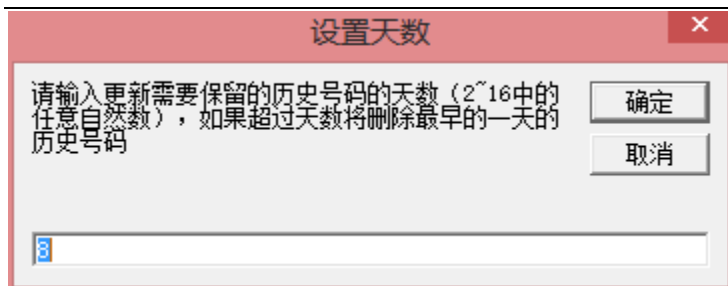 设置天数
×
请输入更新需要保留的历史号码的天数（2~16中的
任意自然数），如果超过天数将删除最早的一天的
历史号码
确定
取消
8